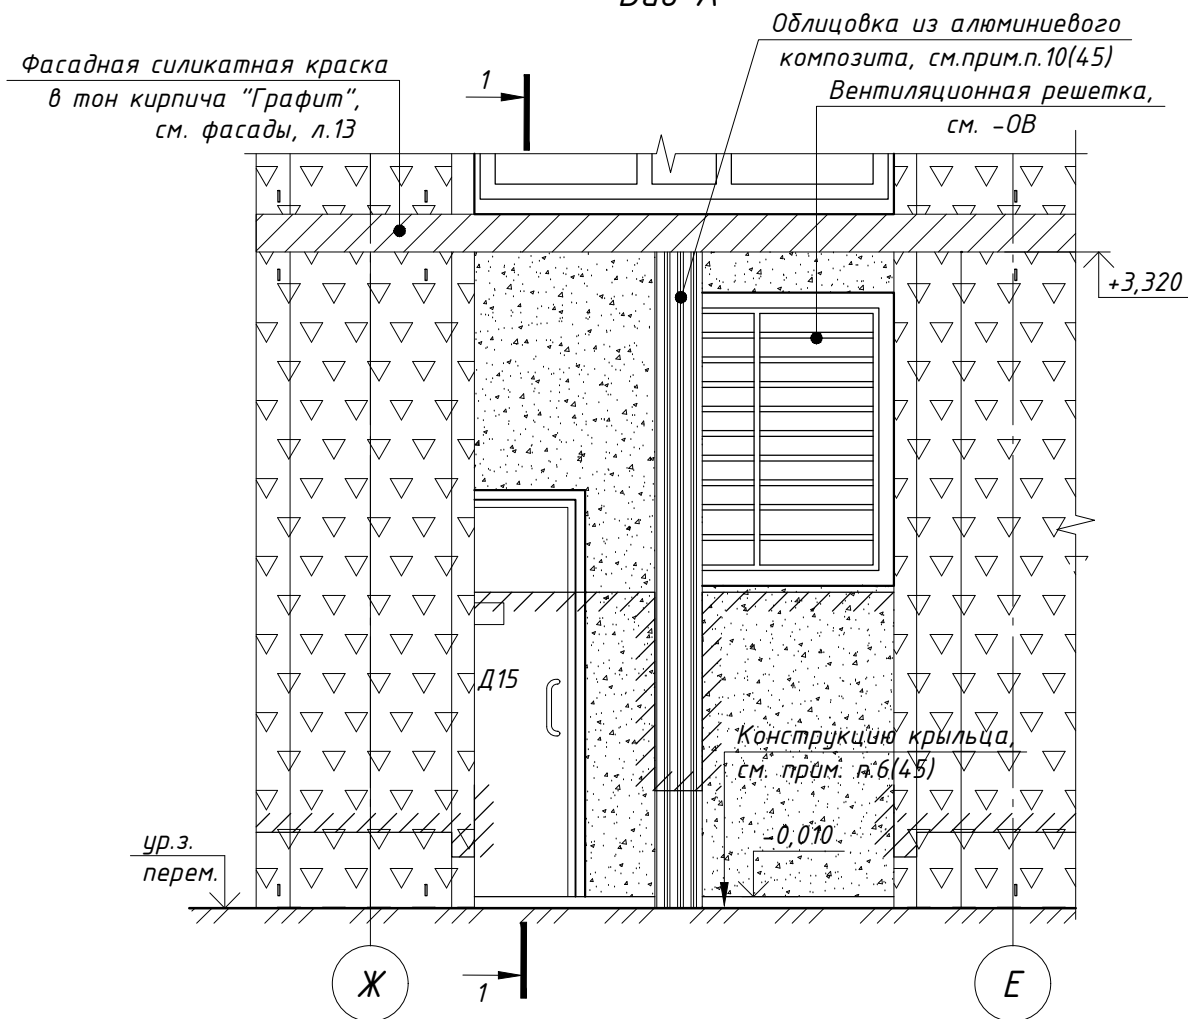 Вид А
Облицовка из алюминиевого
композита, см.прим.п.10(45)
Фасадная силикатная краска
в тон кирпича "Графит",
см. фасады, л.13
1
Вентиляционная решетка,
см. -ОВ
+3,320
Д15
Конструкцию крыльца,
см. прим. п.6(45)
-0,010
ур.з.
перем.
Ж
1
Е